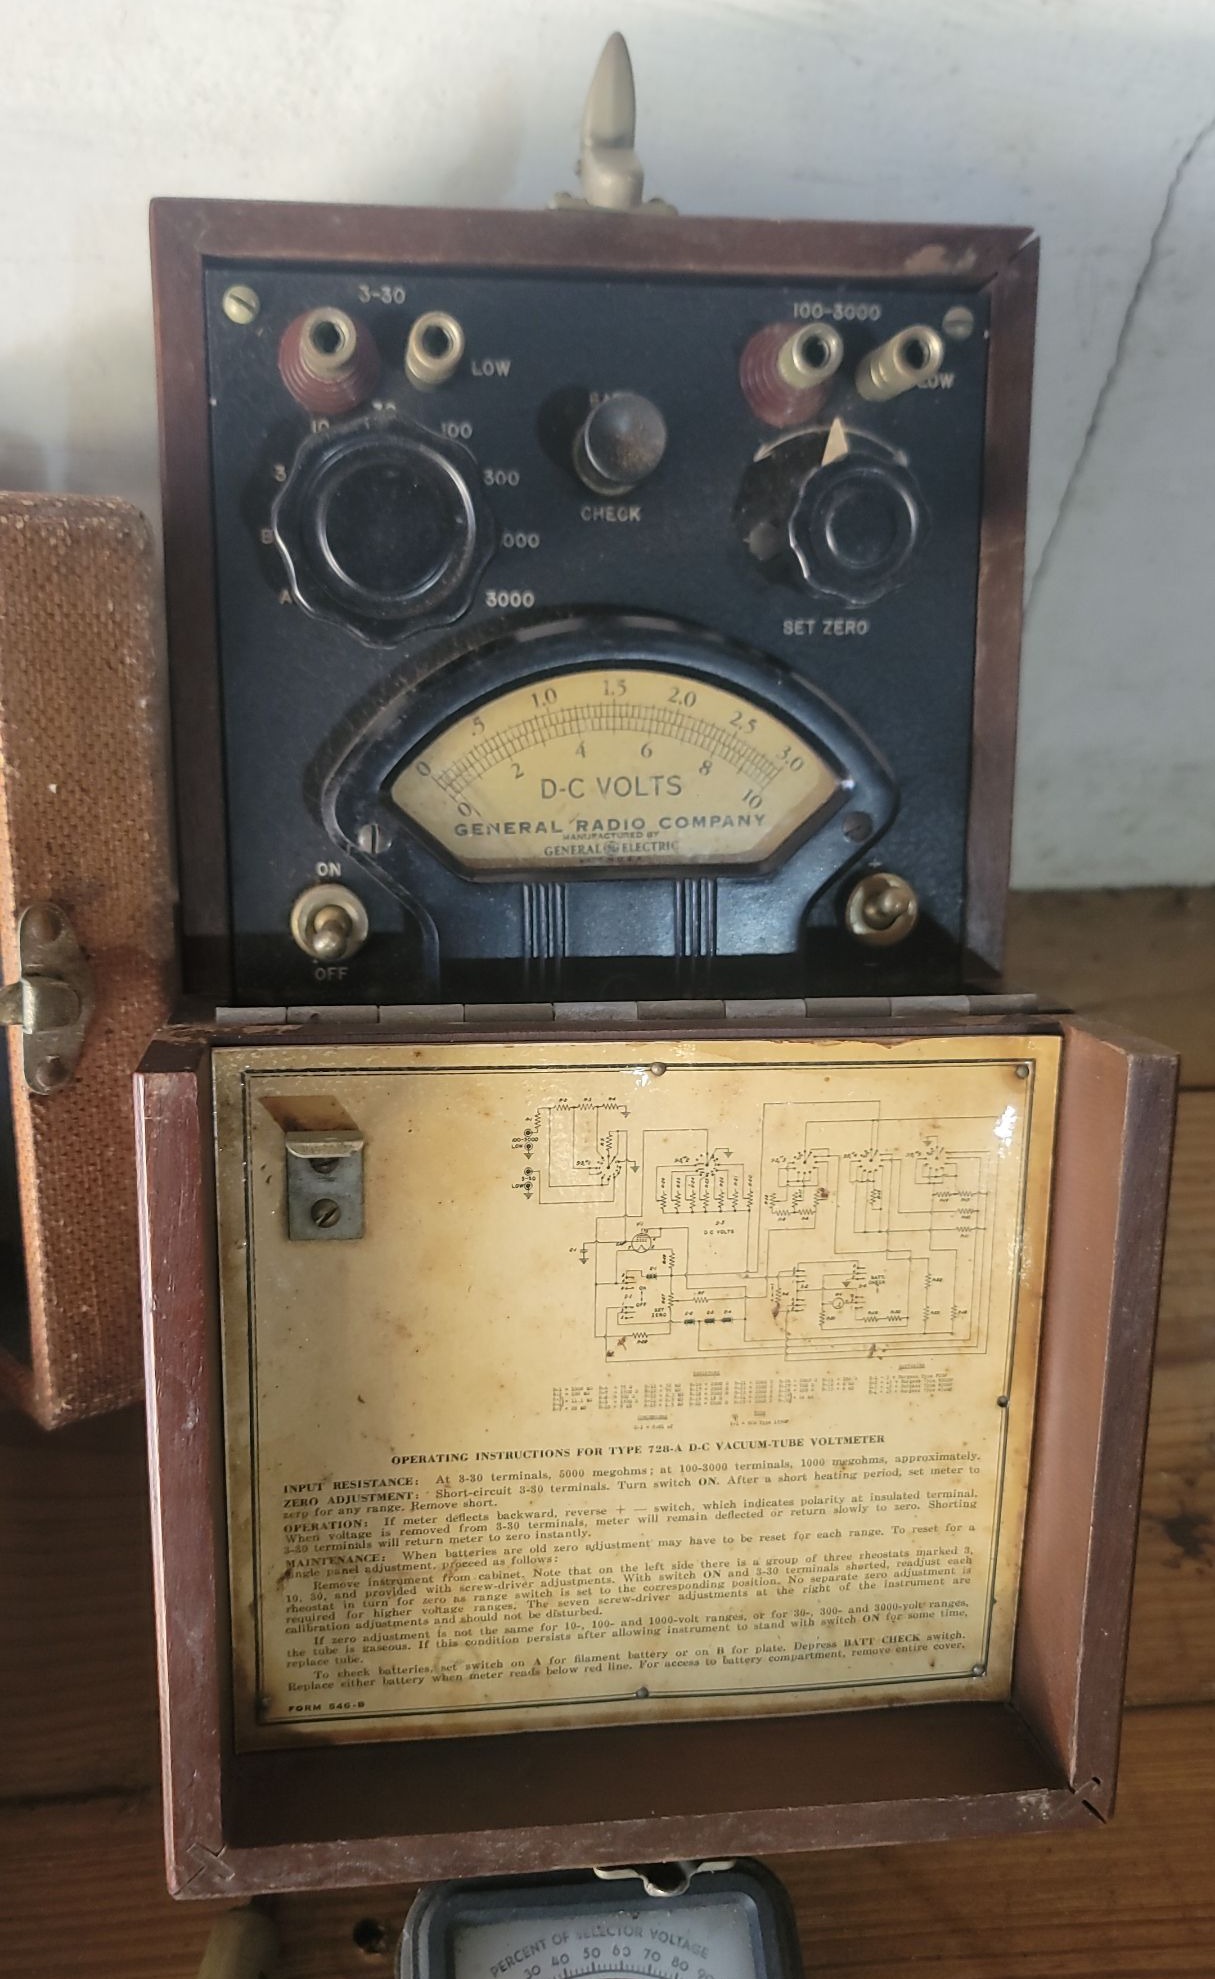 3-30
100-3000
LOW
LOW
30
10
100
3
300
B
000
A
3000
CHECK
SET ZERO
0 .5 1.0 1.5 2.0 2.5 3.0
0 2 4 6 8 10
D-C VOLTS
GENERAL RADIO COMPANY
MANUFACTURED BY
GENERAL ELECTRIC
ON
OFF
+
100-3000
LOW
3-30
LOW
D-C VOLTS
ON
OFF
SET
ZERO
BATT.
CHECK
OPERATING INSTRUCTIONS FOR TYPE 728-A D-C VACUUM-TUBE VOLTMETER
INPUT RESISTANCE: At 3-30 terminals, 5000 megohms; at 100-3000 terminals, 1000 megohms, approximately.
ZERO ADJUSTMENT: Short-circuit 3-30 terminals. Turn switch ON. After a short heating period, set meter to
zero for any range. Remove short.
OPERATION: If meter deflects backward, reverse + — switch, which indicates polarity at insulated terminal.
When voltage is removed from 3-30 terminals, meter will remain deflected or return slowly to zero. Shorting
3-30 terminals will return meter to zero instantly.
MAINTENANCE: When batteries are old zero adjustment may have to be reset for each range. To reset for a
single panel adjustment, proceed as follows:
Remove instrument from cabinet. Note that on the left side there is a group of three rheostats marked 3,
10, 30, and provided with screw-driver adjustments. With switch ON and 3-30 terminals shorted, readjust each
rheostat in turn for zero as range switch is set to the corresponding position. No separate zero adjustment is
required for higher voltage ranges. The seven screw-driver adjustments at the right of the instrument are
calibration adjustments and should not be disturbed.
If zero adjustment is not the same for 10-, 100- and 1000-volt ranges, or for 30-, 300- and 3000-volt ranges,
the tube is gaseous. If this condition persists after allowing instrument to stand with switch ON for some time,
replace tube.
To check batteries, set switch on A for filament battery or on B for plate. Depress BATT CHECK switch.
Replace either battery when meter reads below red line. For access to battery compartment, remove entire cover.
FORM 546-B
PERCENT OF SELECTOR VOLTAGE
30 40 50 60 70 80 90